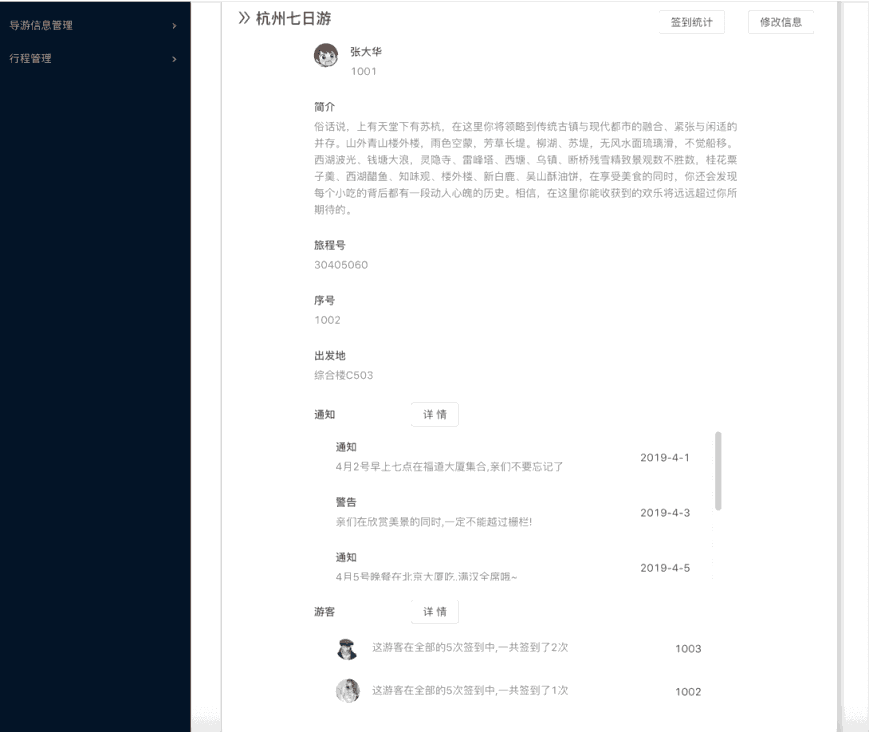 导游信息管理
行程管理
杭州七日游
签到统计
修改信息
张大华
1001
简介
俗话说，上有天堂下有苏杭，在这里你将领略到传统古镇与现代都市的融合、紧张与闲适的
并存。山外青山楼外楼，雨色空蒙，芳草长堤。柳湖、苏堤，无风水面琉璃滑，不觉船移。
西湖波光、钱塘大浪，灵隐寺、雷峰塔、西塘、乌镇、断桥残雪精致景观数不胜数，桂花粟
子羹、西湖醋鱼、知味观、楼外楼、新白鹿、吴山酥油饼，在享受美食的同时，你还会发现
每个小吃的背后都有一段动人心魄的历史。相信，在这里你能收获到的欢乐将远远超过你所
期待的。
旅程号
30405060
序号
1002
出发地
综合楼C503
通知
详 情
通知
4月2号早上七点在福道大厦集合,亲们不要忘记了
2019-4-1
警告
亲们在欣赏美景的同时,一定不能越过栅栏!
2019-4-3
通知
4月5号晚餐在北京大厦吃,满汉全席哦~
2019-4-5
游客
详 情
这游客在全部的5次签到中,一共签到了2次
1003
这游客在全部的5次签到中,一共签到了1次
1002